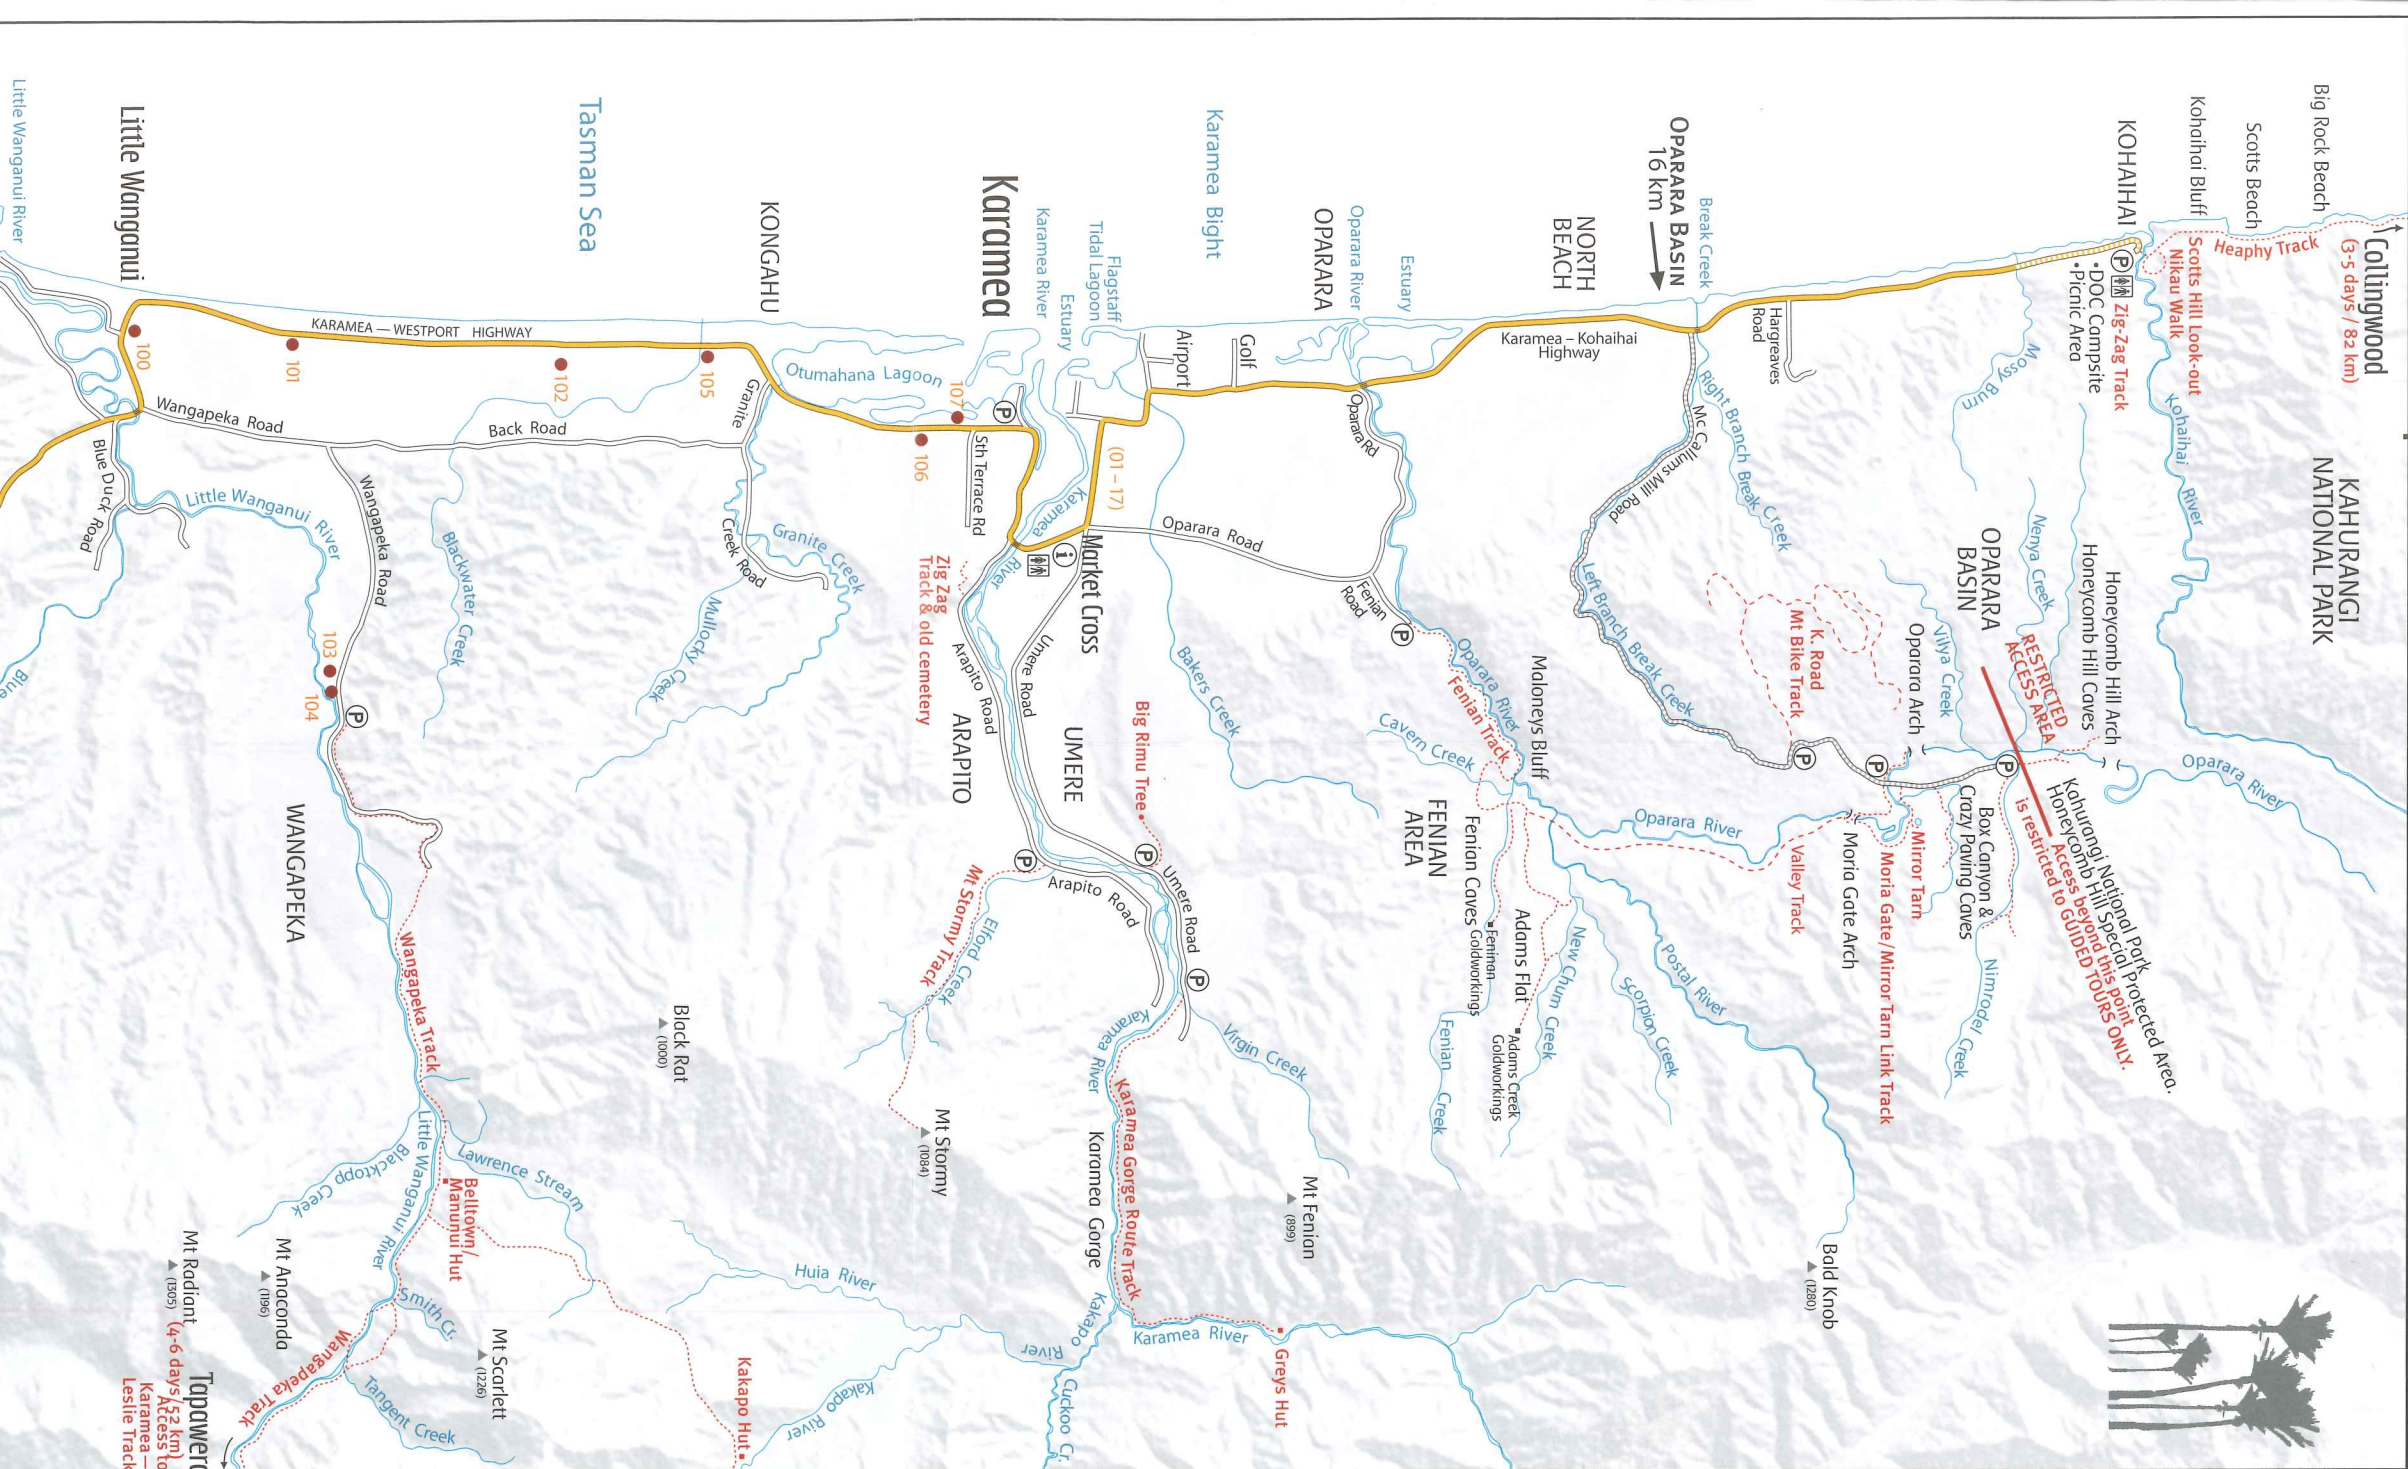 Collingwood
(3-5 days / 82 km)
Big Rock Beach
KAHURANGI
NATIONAL PARK
Heaphy Track
Scotts Beach
Kohaihai Bluff
Scotts Hill Look-out
Nikau Walk
Kohaihai River
KOHAIHAI
P
Zig-Zag Track
•DOC Campsite
•Picnic Area
Oparara River
Honeycomb Hill Arch
Honeycomb Hill Caves
Mossy Burn
Nenya Creek
RESTRICTED
ACCESS AREA
Kahurangi National Park
Honeycomb Hill Special Protected Area.
Access beyond this point
is restricted to GUIDED TOURS ONLY.
OPARARA
BASIN
P
Box Canyon &
Crazy Paving Caves
Nimrodel Creek
Vilya Creek
Oparara Arch
P
Mirror Tarn
Moria Gate/Mirror Tarn Link Track
Moria Gate Arch
K. Road
Mt Bike Track
P
Valley Track
Bald Knob
(1280)
Hargreaves
Road
Right Branch Break Creek
Break Creek
OPARARA BASIN
16 km
Mc Callums Mill Road
Left Branch Break Creek
Oparara River
Postal River
Scorpion Creek
NORTH
BEACH
Karamea – Kohaihai
Highway
Maloneys Bluff
New Chum Creek
Adams Flat
Adams Creek
Goldworkings
Oparara River
Fenian Track
Fenian Caves
Feninan
Goldworkings
Fenian Creek
FENIAN
AREA
Cavern Creek
P
Fenian
Road
Estuary
Oparara River
OPARARA
Oparara Rd
Mt Fenian
(899)
Greys Hut
Golf
Karamea Bight
Oparara Road
Bakers Creek
Virgin Creek
Airport
Umere Road
P
P
Big Rimu Tree
Karamea River
Flagstaff
Tidal Lagoon
(01 – 17)
Market Cross
i
UMERE
Karamea Gorge Route Track
Karamea Gorge
Karamea River
Estuary
Karamea River
Karamea River
Umere Road
Arapito Road
Kakapo River
Cuckoo Cr.
Karamea
P
P
Sth Terrace Rd
Arapito Road
ARAPITO
Mt Stormy Track
Elford Creek
Mt Stormy
(1084)
107
106
Zig Zag
Track & old cemetery
Otumahana Lagoon
Granite Creek
Huia River
Kakapo River
KONGAHU
Granite Creek Road
Kakapo Hut
105
Mullocky Creek
Black Rat
(1000)
Tasman Sea
102
Back Road
KARAMEA — WESTPORT HIGHWAY
Blackwater Creek
Lawrence Stream
Belltown/
Manunui Hut
Mt Scarlett
(1226)
Wangapeka Track
Little Wanganui River
Smith Cr.
Tangent Creek
Blacktopp Creek
Wangapeka Road
P
103
104
WANGAPEKA
101
Little Wanganui River
Wangapeka Road
Mt Anaconda
(1196)
Wangapeka Track
Mt Radiant
(1305)
Tapawera
(4-6 days/52 km)
Access to
Karamea —
Leslie Track
100
Little Wanganui
Blue Duck Road
Little Wanganui River
Blue